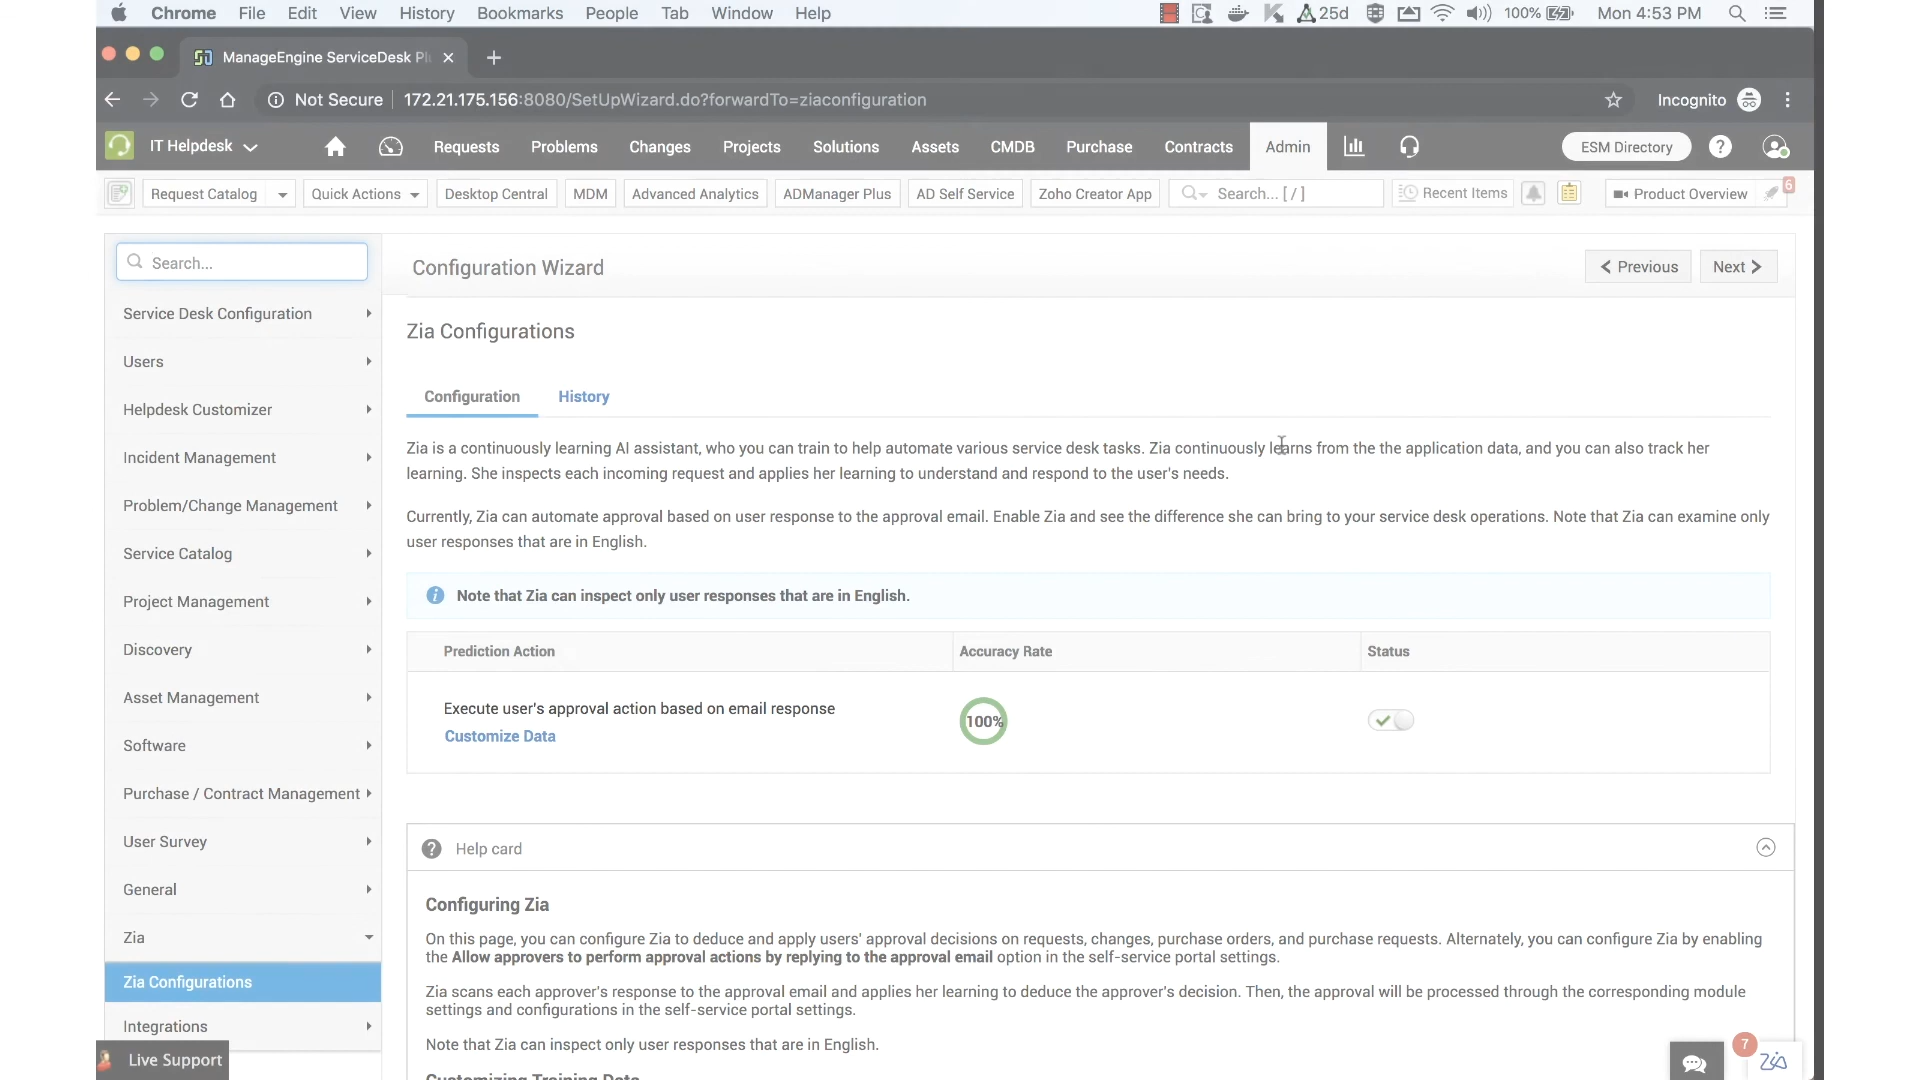 Chrome File Edit View History Bookmarks People Tab Window Help 25d 100% Mon 4:53 PM
ManageEngine ServiceDesk Pl
Not Secure 172.21.175.156:8080/SetUpWizard.do?forwardTo=ziaconfiguration Incognito
IT Helpdesk Requests Problems Changes Projects Solutions Assets CMDB Purchase Contracts Admin ESM Directory ?
Request Catalog Quick Actions Desktop Central MDM Advanced Analytics ADManager Plus AD Self Service Zoho Creator App Search... [ / ] Recent Items Product Overview 6
Search...
Configuration Wizard
Previous Next
Service Desk Configuration
Users
Helpdesk Customizer
Incident Management
Problem/Change Management
Service Catalog
Project Management
Discovery
Asset Management
Software
Purchase / Contract Management
User Survey
General
Zia
Zia Configurations
Integrations
Live Support
Zia Configurations
Configuration History
Zia is a continuously learning AI assistant, who you can train to help automate various service desk tasks. Zia continuously learns from the the application data, and you can also track her
learning. She inspects each incoming request and applies her learning to understand and respond to the user's needs.
Currently, Zia can automate approval based on user response to the approval email. Enable Zia and see the difference she can bring to your service desk operations. Note that Zia can examine only
user responses that are in English.
Note that Zia can inspect only user responses that are in English.
Prediction Action Accuracy Rate Status
Execute user's approval action based on email response 100%
Customize Data
? Help card
Configuring Zia
On this page, you can configure Zia to deduce and apply users' approval decisions on requests, changes, purchase orders, and purchase requests. Alternately, you can configure Zia by enabling
the Allow approvers to perform approval actions by replying to the approval email option in the self-service portal settings.
Zia scans each approver's response to the approval email and applies her learning to deduce the approver's decision. Then, the approval will be processed through the corresponding module
settings and configurations in the self-service portal settings.
Note that Zia can inspect only user responses that are in English.
Customizing Training Data
7
Zia